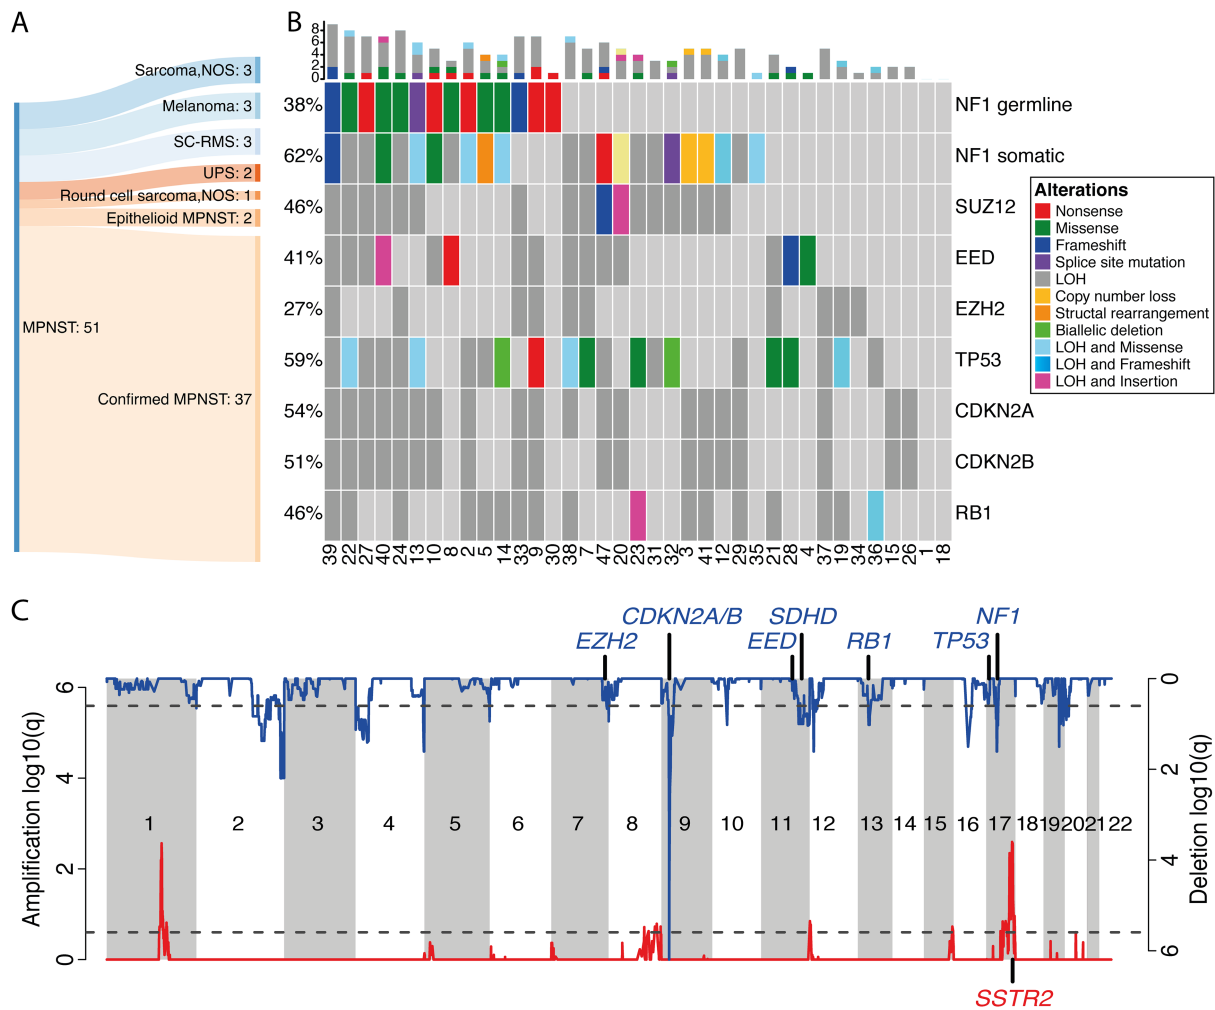 A
Sarcoma,NOS: 3
Melanoma: 3
SC-RMS: 3
UPS: 2
Round cell sarcoma,NOS: 1
Epithelioid MPNST: 2
MPNST: 51
Confirmed MPNST: 37
B
8
6
4
2
0
38% NF1 germline
62% NF1 somatic
46% SUZ12
41% EED
27% EZH2
59% TP53
54% CDKN2A
51% CDKN2B
46% RB1
39 22 27 40 24 13 10 8 2 5 14 33 9 30 38 7 47 20 23 31 32 3 41 12 29 35 21 28 4 37 19 34 36 15 26 1 18
Alterations
Nonsense
Missense
Frameshift
Splice site mutation
LOH
Copy number loss
Structal rearrangement
Biallelic deletion
LOH and Missense
LOH and Frameshift
LOH and Insertion
C
CDKN2A/B SDHD NF1
EZH2 EED RB1 TP53
Amplification log10(q)
6
4
2
0
1 2 3 4 5 6 7 8 9 10 11 12 13 14 15 16 17 18 19 20 21 22
0
2
4
6
Deletion log10(q)
SSTR2